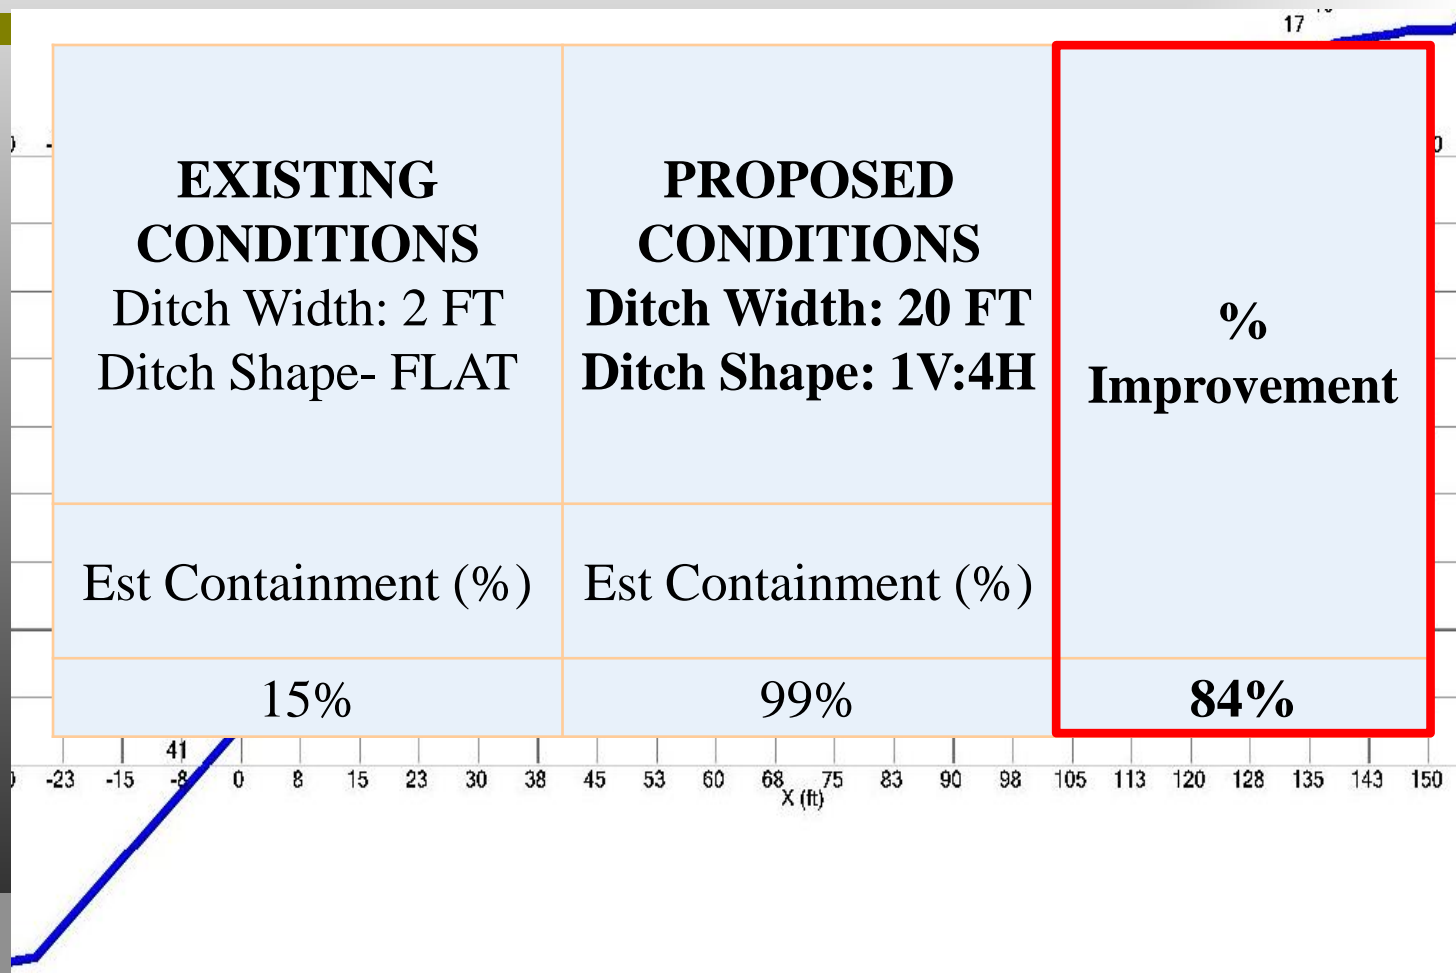 17
EXISTING
CONDITIONS
Ditch Width: 2 FT
Ditch Shape- FLAT
PROPOSED
CONDITIONS
Ditch Width: 20 FT
Ditch Shape: 1V:4H
%
Improvement
Est Containment (%)
Est Containment (%)
15%
99%
84%
41
-23 -15 -8 0 8 15 23 30 38 45 53 60 68 75 83 90 98 105 113 120 128 135 143 150
X (ft)